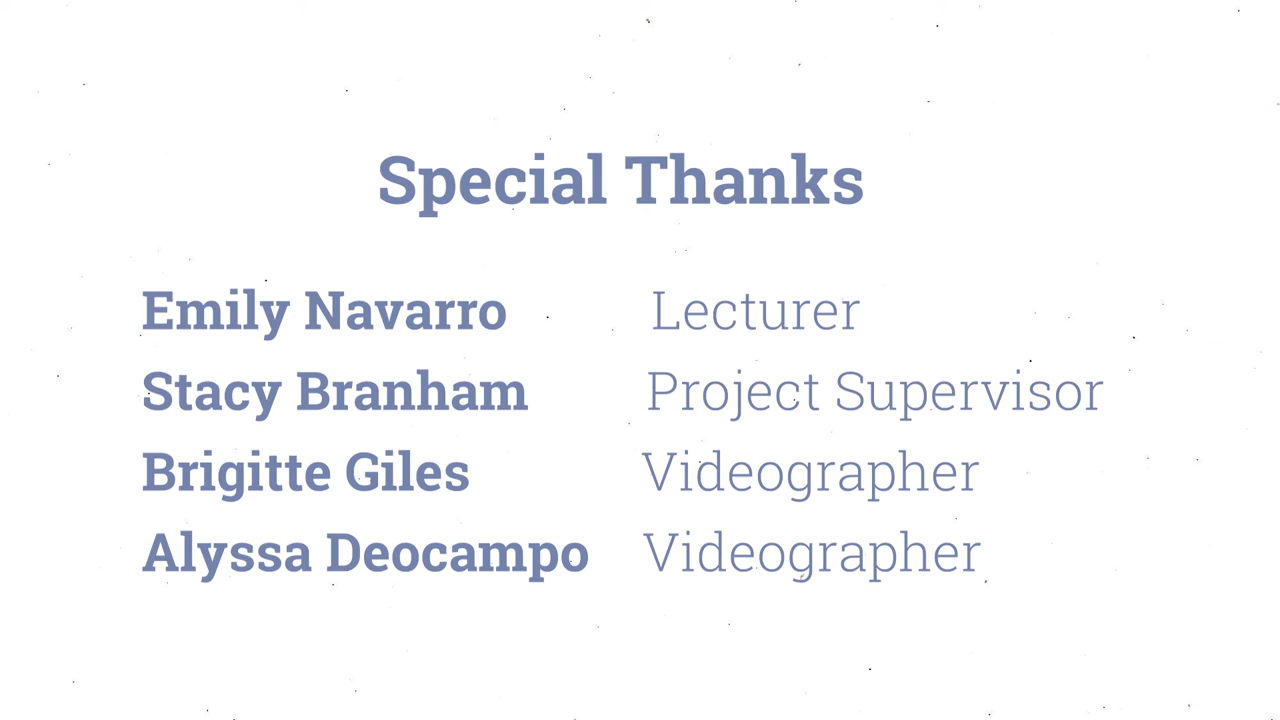 Special Thanks
Emily Navarro Lecturer
Stacy Branham Project Supervisor
Brigitte Giles Videographer
Alyssa Deocampo Videographer